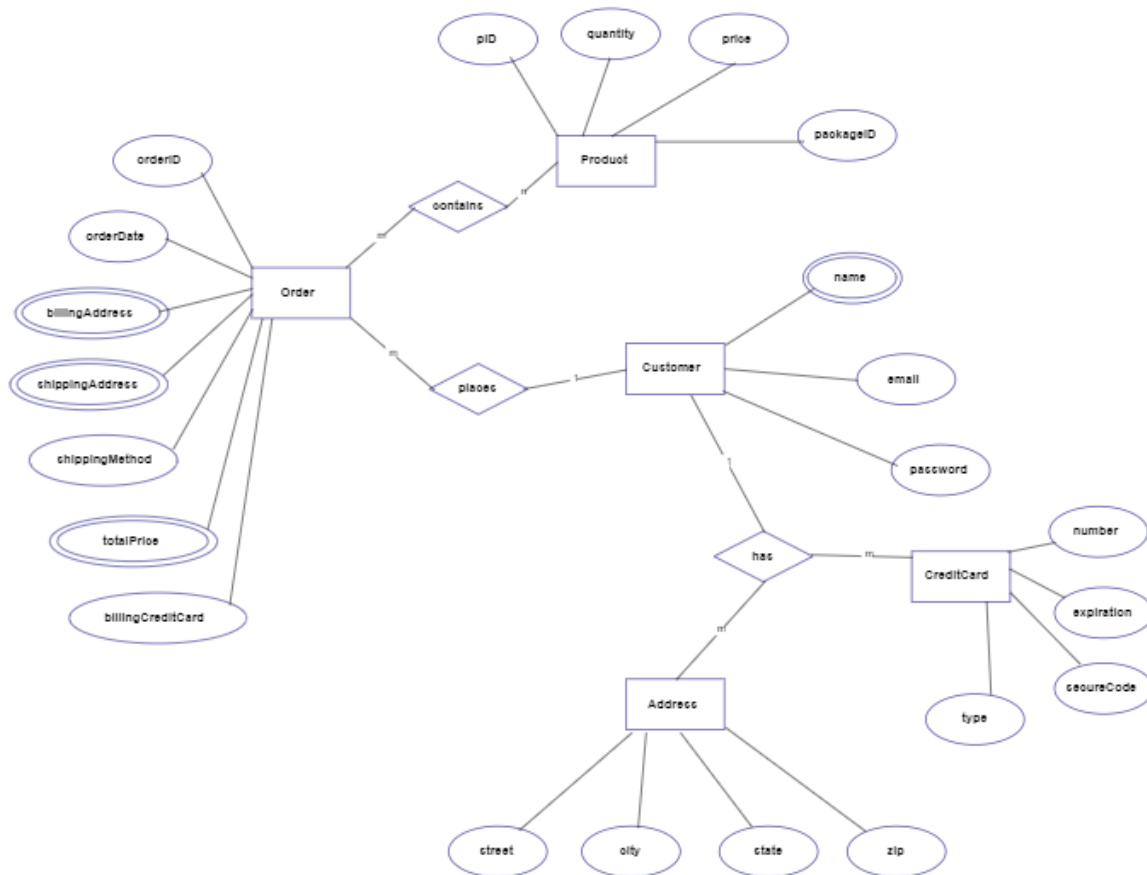 pID
quantity
price
packageID
Product
orderID
contains
n
m
orderDate
Order
name
billingAddress
shippingAddress
m
places
1
Customer
email
shippingMethod
1
password
totalPrice
number
has
m
CreditCard
billingCreditCard
expiration
m
secureCode
Address
type
street
city
state
zip